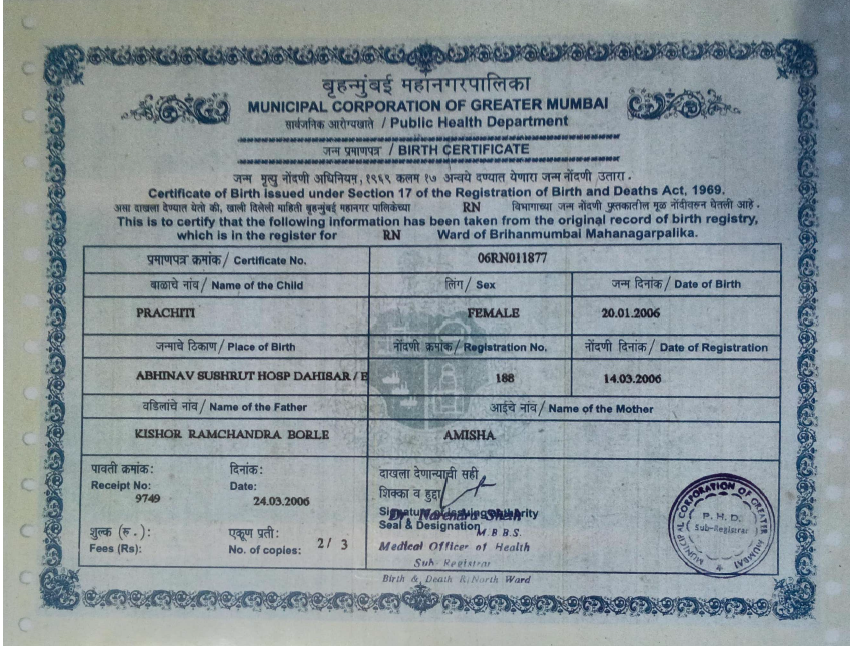 बृहन्मुंबई महानगरपालिका
MUNICIPAL CORPORATION OF GREATER MUMBAI
सार्वजनिक आरोग्यखाते / Public Health Department
जन्म प्रमाणपत्र / BIRTH CERTIFICATE
जन्म मृत्यु नोंदणी अधिनियम, १९६९ कलम १७ अन्वये देण्यात येणारा जन्म नोंदणी उतारा.
Certificate of Birth issued under Section 17 of the Registration of Birth and Deaths Act, 1969.
असा दाखला देण्यात येतो की, खाली दिलेली माहिती बृहन्मुंबई महानगर पालिकेच्या RN विभागाच्या जन्म नोंदणी पुस्तकातील मूळ नोंदीवरुन घेतली आहे.
This is to certify that the following information has been taken from the original record of birth registry,
which is in the register for RN Ward of Brihanmumbai Mahanagarpalika.
प्रमाणपत्र क्रमांक / Certificate No. 06RN011877
बाळाचे नांव / Name of the Child लिंग / Sex जन्म दिनांक / Date of Birth
PRACHITI FEMALE 20.01.2006
जन्माचे ठिकाण / Place of Birth नोंदणी क्रमांक / Registration No. नोंदणी दिनांक / Date of Registration
ABHINAV SUSHRUT HOSP DAHISAR / E 188 14.03.2006
वडिलांचे नांव / Name of the Father आईचे नांव / Name of the Mother
KISHOR RAMCHANDRA BORLE AMISHA
पावती क्रमांक: दिनांक:
Receipt No: Date:
9749 24.03.2006
शुल्क (रु.): एकूण प्रती:
Fees (Rs): No. of copies: 2 / 3
दाखला देणाऱ्याची सही
शिक्का व हुद्दा
Signature of Issuing Authority
Dr. Narendra Shah
Seal & Designation
M.B.B.S.
Medical Officer of Health
Sub-Registrar
Birth & Death R/North Ward
MUNICIPAL CORPORATION OF GREATER MUMBAI
P. H. D.
Sub-Registrar